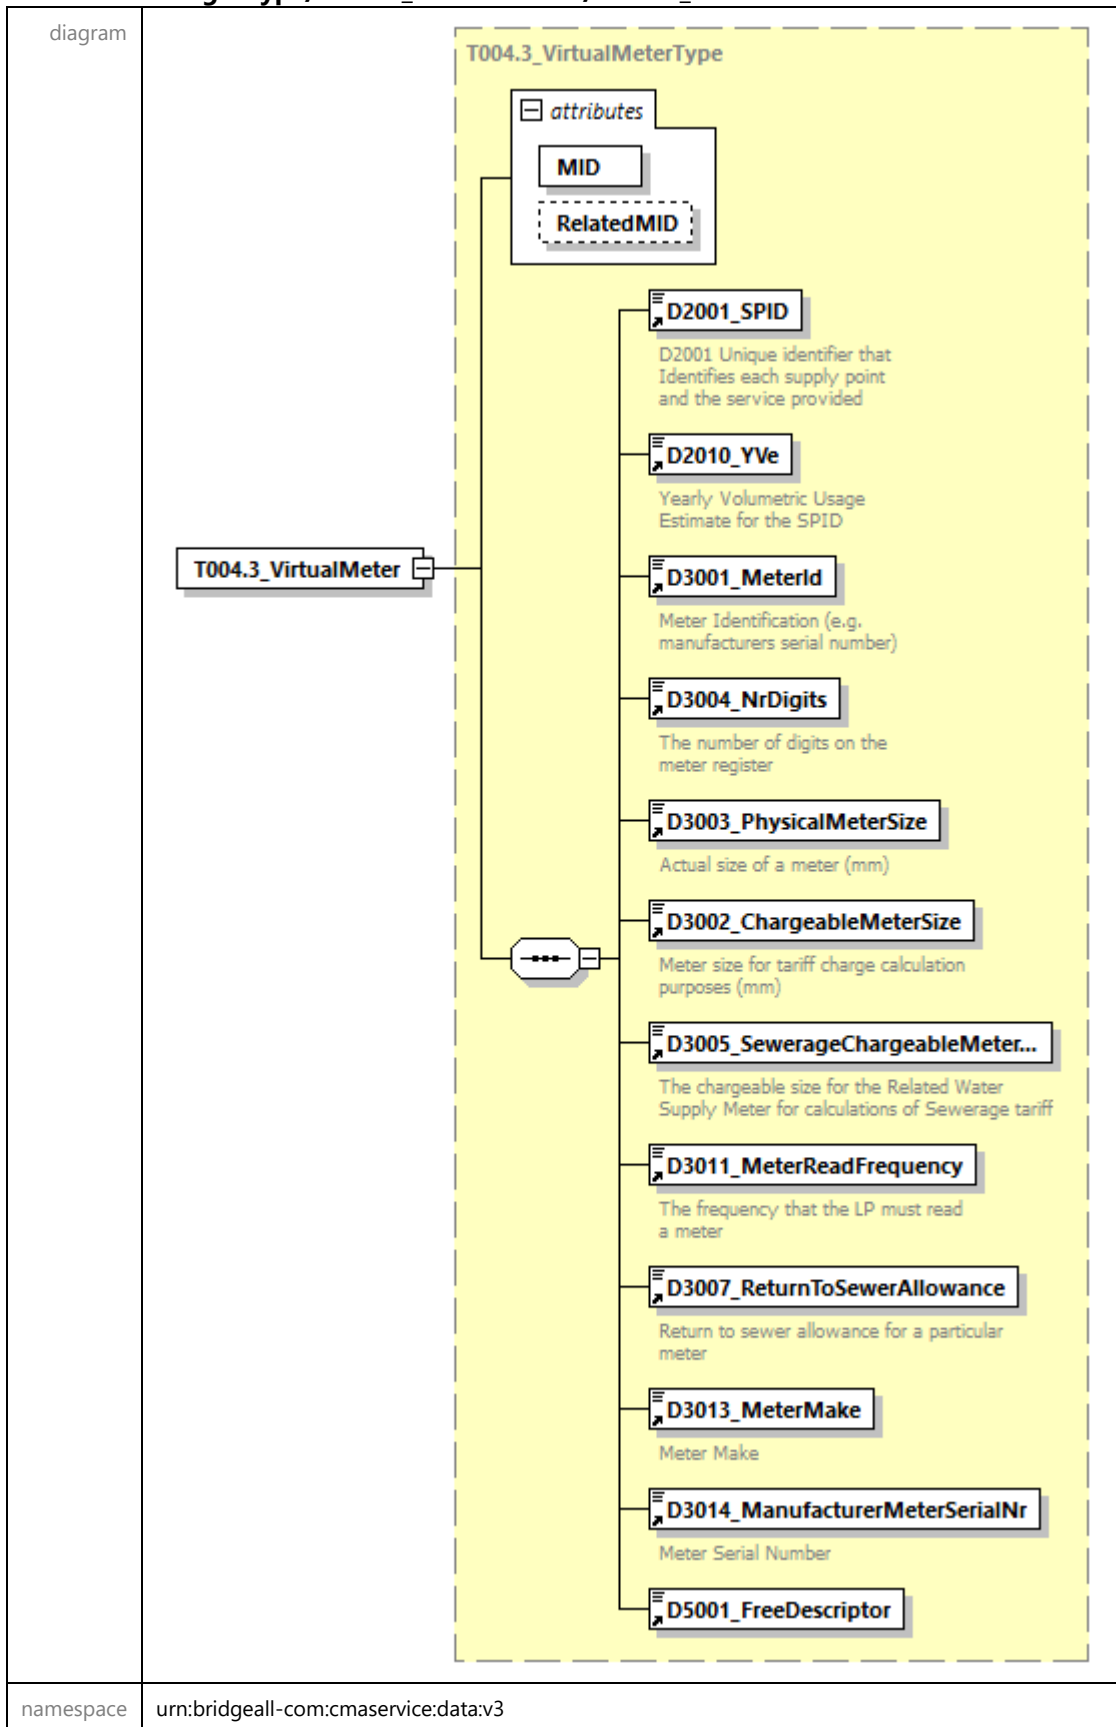 diagram
T004.3_VirtualMeterType
attributes
MID
RelatedMID
D2001_SPID
D2001 Unique identifier that
Identifies each supply point
and the service provided
D2010_YVe
Yearly Volumetric Usage
Estimate for the SPID
T004.3_VirtualMeter
D3001_MeterId
Meter Identification (e.g.
manufacturers serial number)
D3004_NrDigits
The number of digits on the
meter register
D3003_PhysicalMeterSize
Actual size of a meter (mm)
D3002_ChargeableMeterSize
Meter size for tariff charge calculation
purposes (mm)
D3005_SewerageChargeableMeter...
The chargeable size for the Related Water
Supply Meter for calculations of Sewerage tariff
D3011_MeterReadFrequency
The frequency that the LP must read
a meter
D3007_ReturnToSewerAllowance
Return to sewer allowance for a particular
meter
D3013_MeterMake
Meter Make
D3014_ManufacturerMeterSerialNr
Meter Serial Number
D5001_FreeDescriptor
namespace urn:bridgeall-com:cmaservice:data:v3